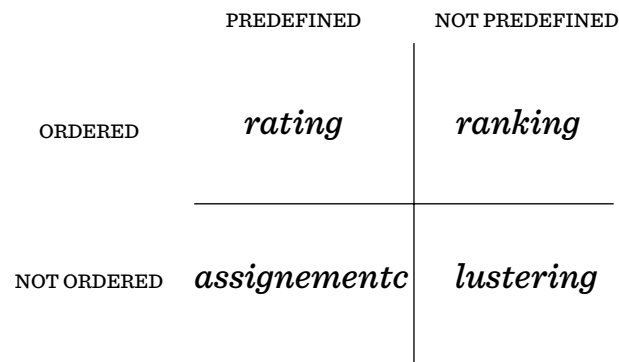 PREDEFINED NOT PREDEFINED
ORDERED rating ranking
NOT ORDERED assignementc lustering